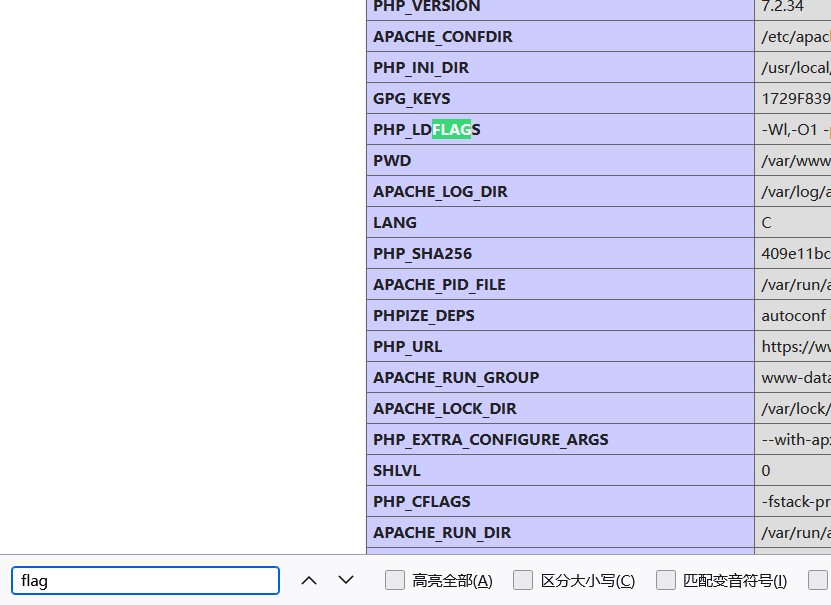 PHP_VERSION 7.2.34
APACHE_CONFDIR /etc/apac
PHP_INI_DIR /usr/local/
GPG_KEYS 1729F839
PHP_LDFLAGS -Wl,-O1 -
PWD /var/www
APACHE_LOG_DIR /var/log/a
LANG C
PHP_SHA256 409e11bc
APACHE_PID_FILE /var/run/a
PHPIZE_DEPS autoconf
PHP_URL https://w
APACHE_RUN_GROUP www-data
APACHE_LOCK_DIR /var/lock/
PHP_EXTRA_CONFIGURE_ARGS --with-ap
SHLVL 0
PHP_CFLAGS -fstack-pr
APACHE_RUN_DIR /var/run/a
flag 高亮全部(A) 区分大小写(C) 匹配变音符号(I)